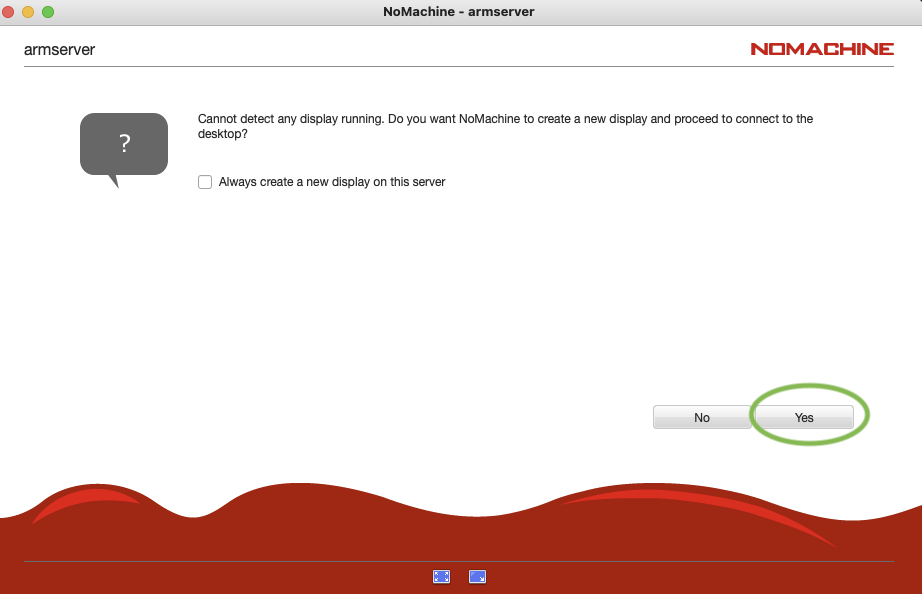 NoMachine - armserver
armserver
NOMACHINE
?
Cannot detect any display running. Do you want NoMachine to create a new display and proceed to connect to the
desktop?
Always create a new display on this server
No
Yes